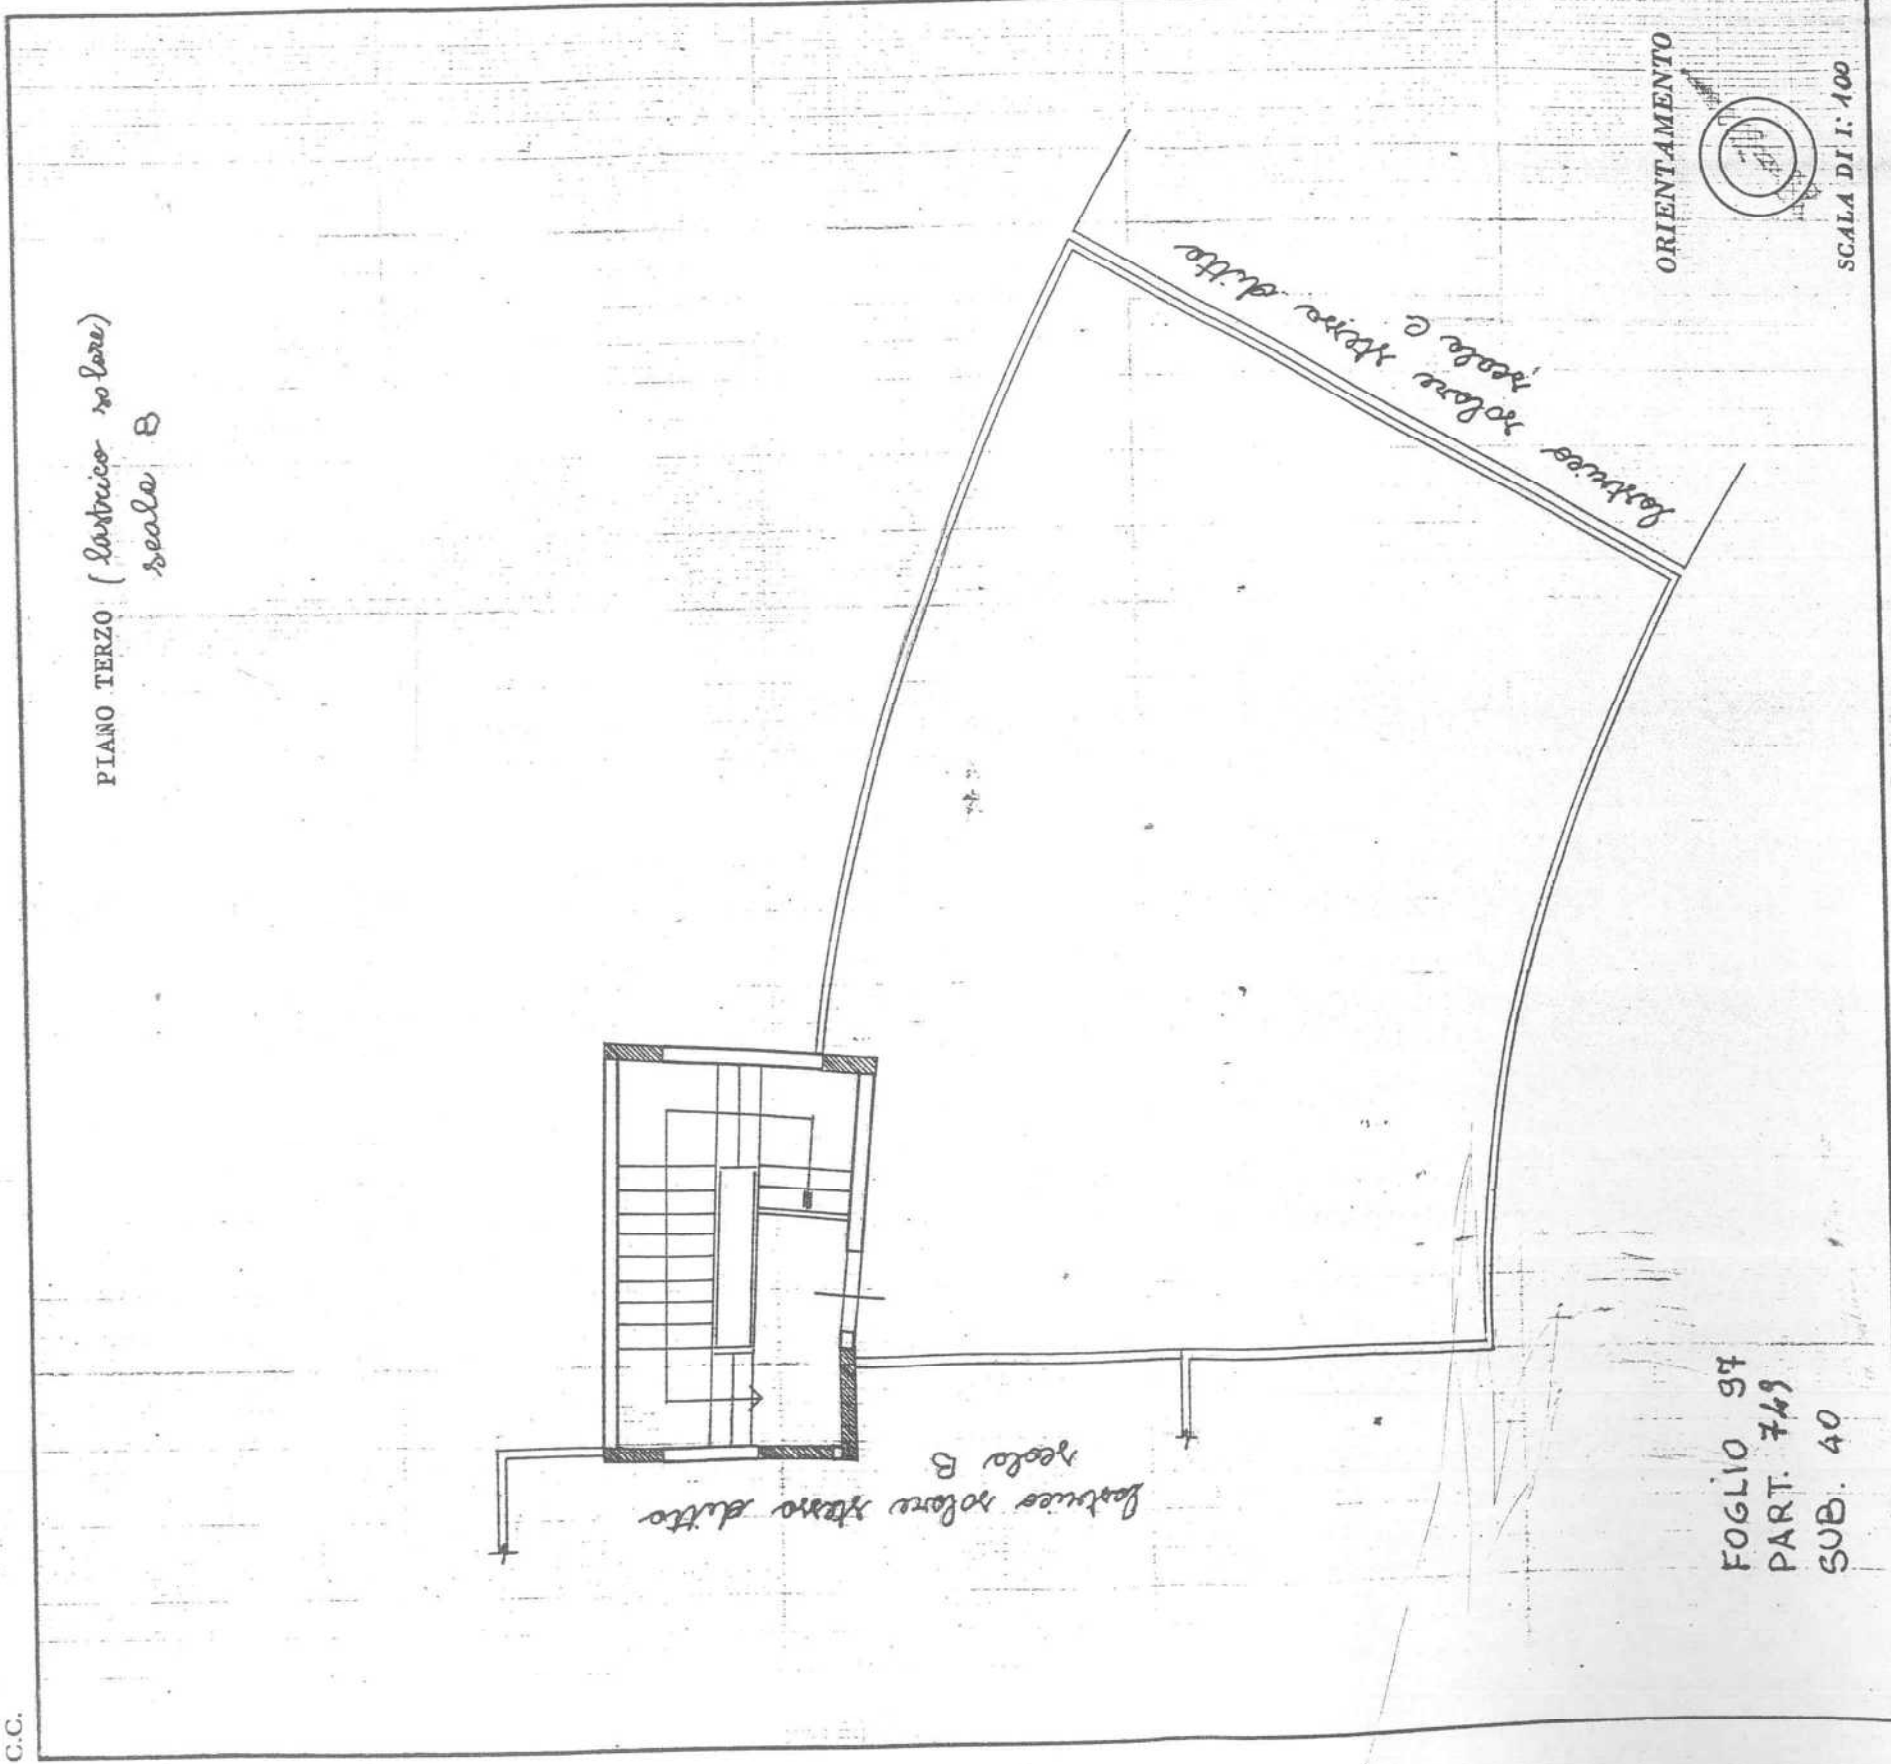 C.C.
PIANO TERZO (lastrico solare)
scala B
lastrico solare stessa ditta
scala C
lastrico solare stessa ditta
scala B
ORIENTAMENTO
SCALA DI 1: 100
FOGLIO 97
PART. 749
SUB. 40